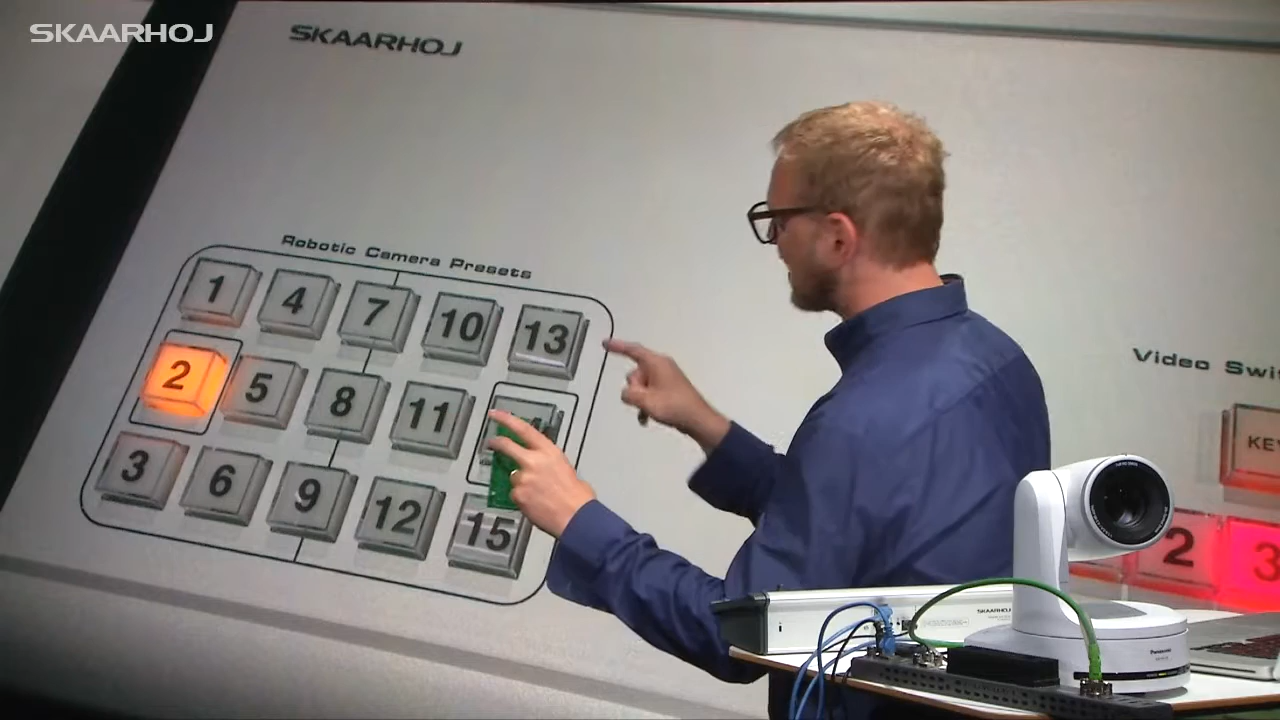 SKAARHOJ
SKAARHOJ
Robotic Camera Presets
1 4 7 10 13
2 5 8 11
3 6 9 12 15
Video Swi
KEY
2 3
SKAARHOJ
Panasonic